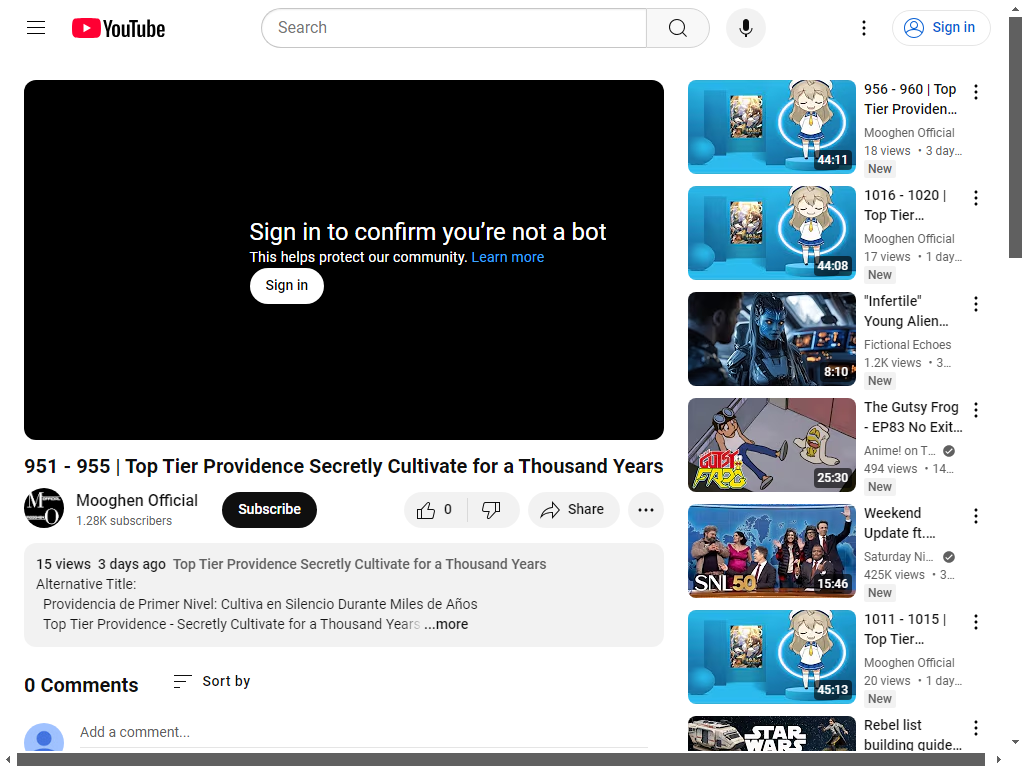 YouTube
Search
Sign in
Sign in to confirm you’re not a bot
This helps protect our community. Learn more
Sign in
951 - 955 | Top Tier Providence Secretly Cultivate for a Thousand Years
Mooghen Official
1.28K subscribers
Subscribe
0
Share
15 views 3 days ago Top Tier Providence Secretly Cultivate for a Thousand Years
Alternative Title:
Providencia de Primer Nivel: Cultiva en Silencio Durante Miles de Años
Top Tier Providence - Secretly Cultivate for a Thousand Years ...more
0 Comments
Sort by
Add a comment...
956 - 960 | Top
Tier Providen...
Mooghen Official
18 views • 3 day...
New
44:11
1016 - 1020 |
Top Tier...
Mooghen Official
17 views • 1 day...
New
44:08
"Infertile"
Young Alien...
Fictional Echoes
1.2K views • 3...
New
8:10
The Gutsy Frog
- EP83 No Exit...
Anime! on T...
494 views • 14...
New
GUTSY FROG
25:30
Weekend
Update ft....
Saturday Ni...
425K views • 3...
New
SNL50
15:46
1011 - 1015 |
Top Tier...
Mooghen Official
20 views • 1 day...
New
45:13
Rebel list
building guide...
STAR WARS